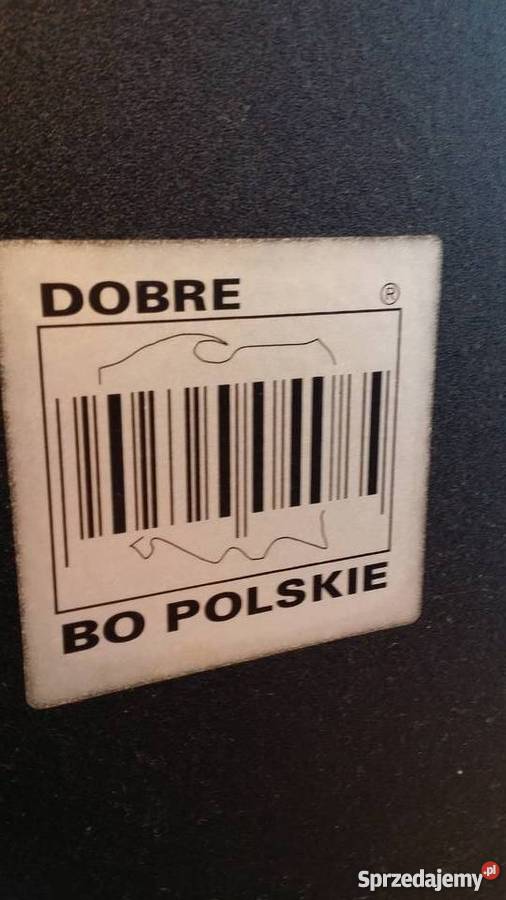 DOBRE ®
BO POLSKIE
Sprzedajemy.pl